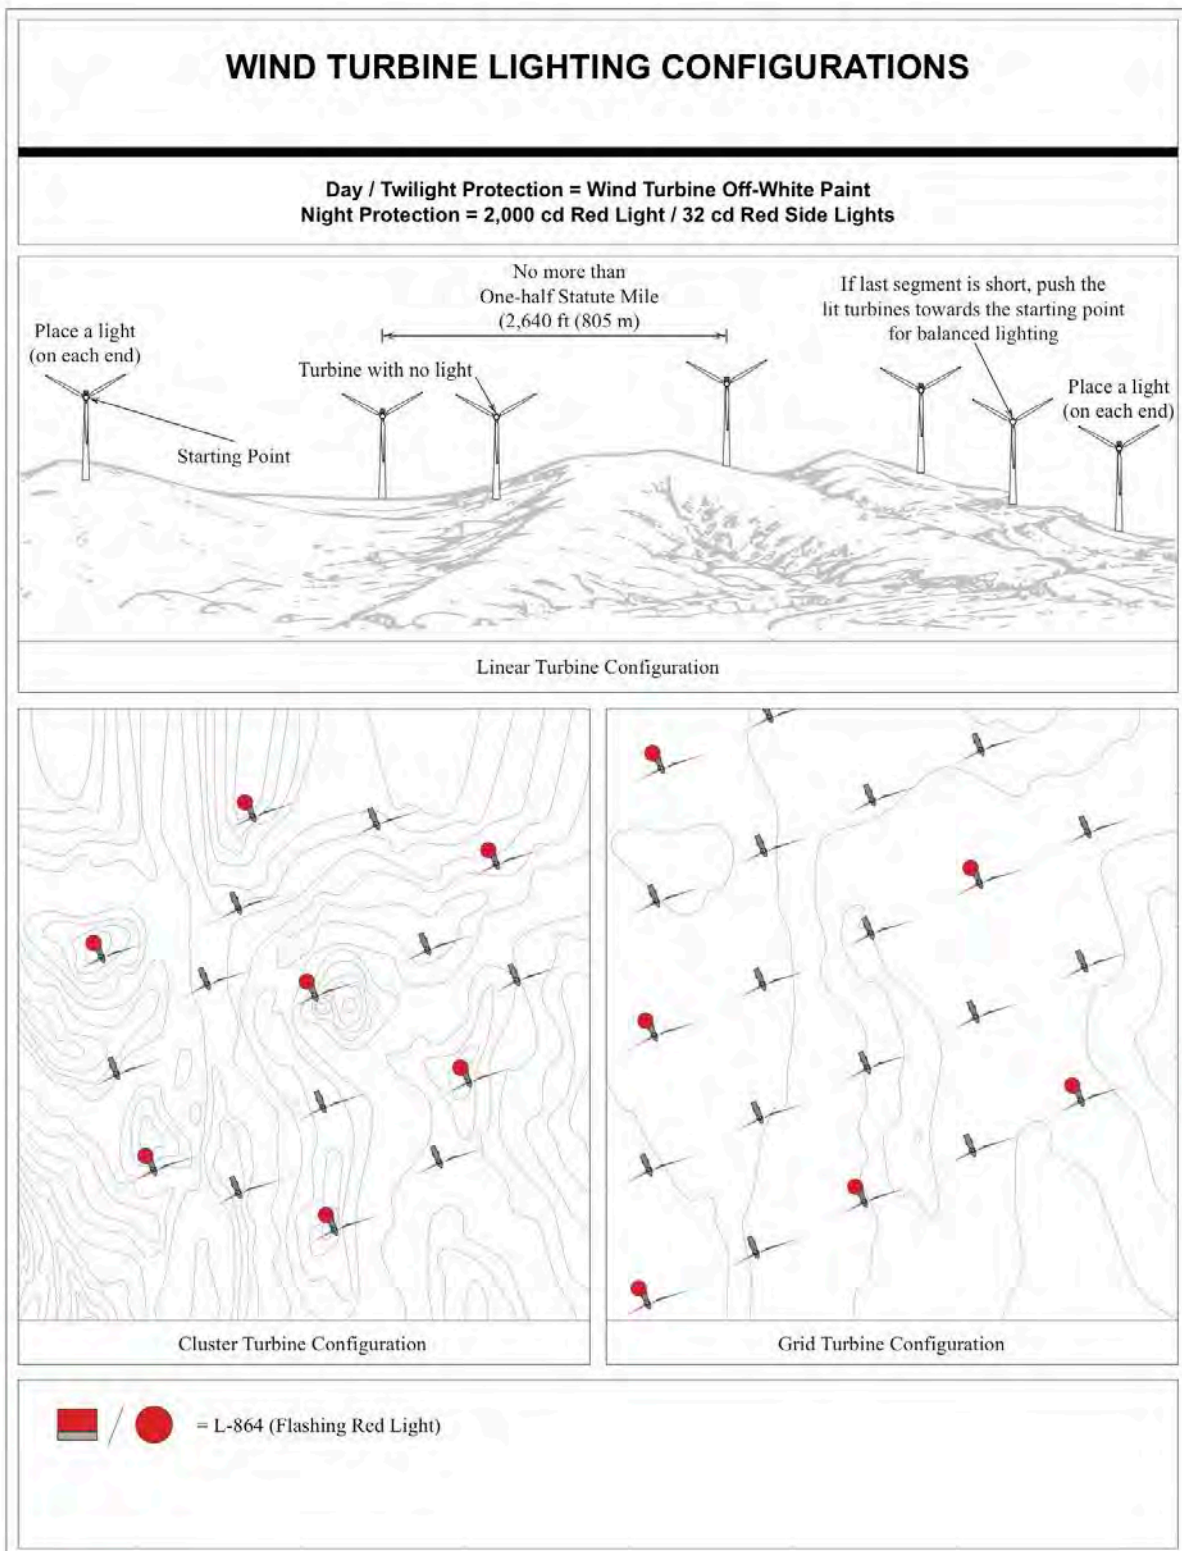 WIND TURBINE LIGHTING CONFIGURATIONS
Day / Twilight Protection = Wind Turbine Off-White Paint
Night Protection = 2,000 cd Red Light / 32 cd Red Side Lights
No more than
One-half Statute Mile
(2,640 ft (805 m)
If last segment is short, push the
lit turbines towards the starting point
for balanced lighting
Place a light
(on each end)
Turbine with no light
Place a light
(on each end)
Starting Point
Linear Turbine Configuration
Cluster Turbine Configuration
Grid Turbine Configuration
/ = L-864 (Flashing Red Light)